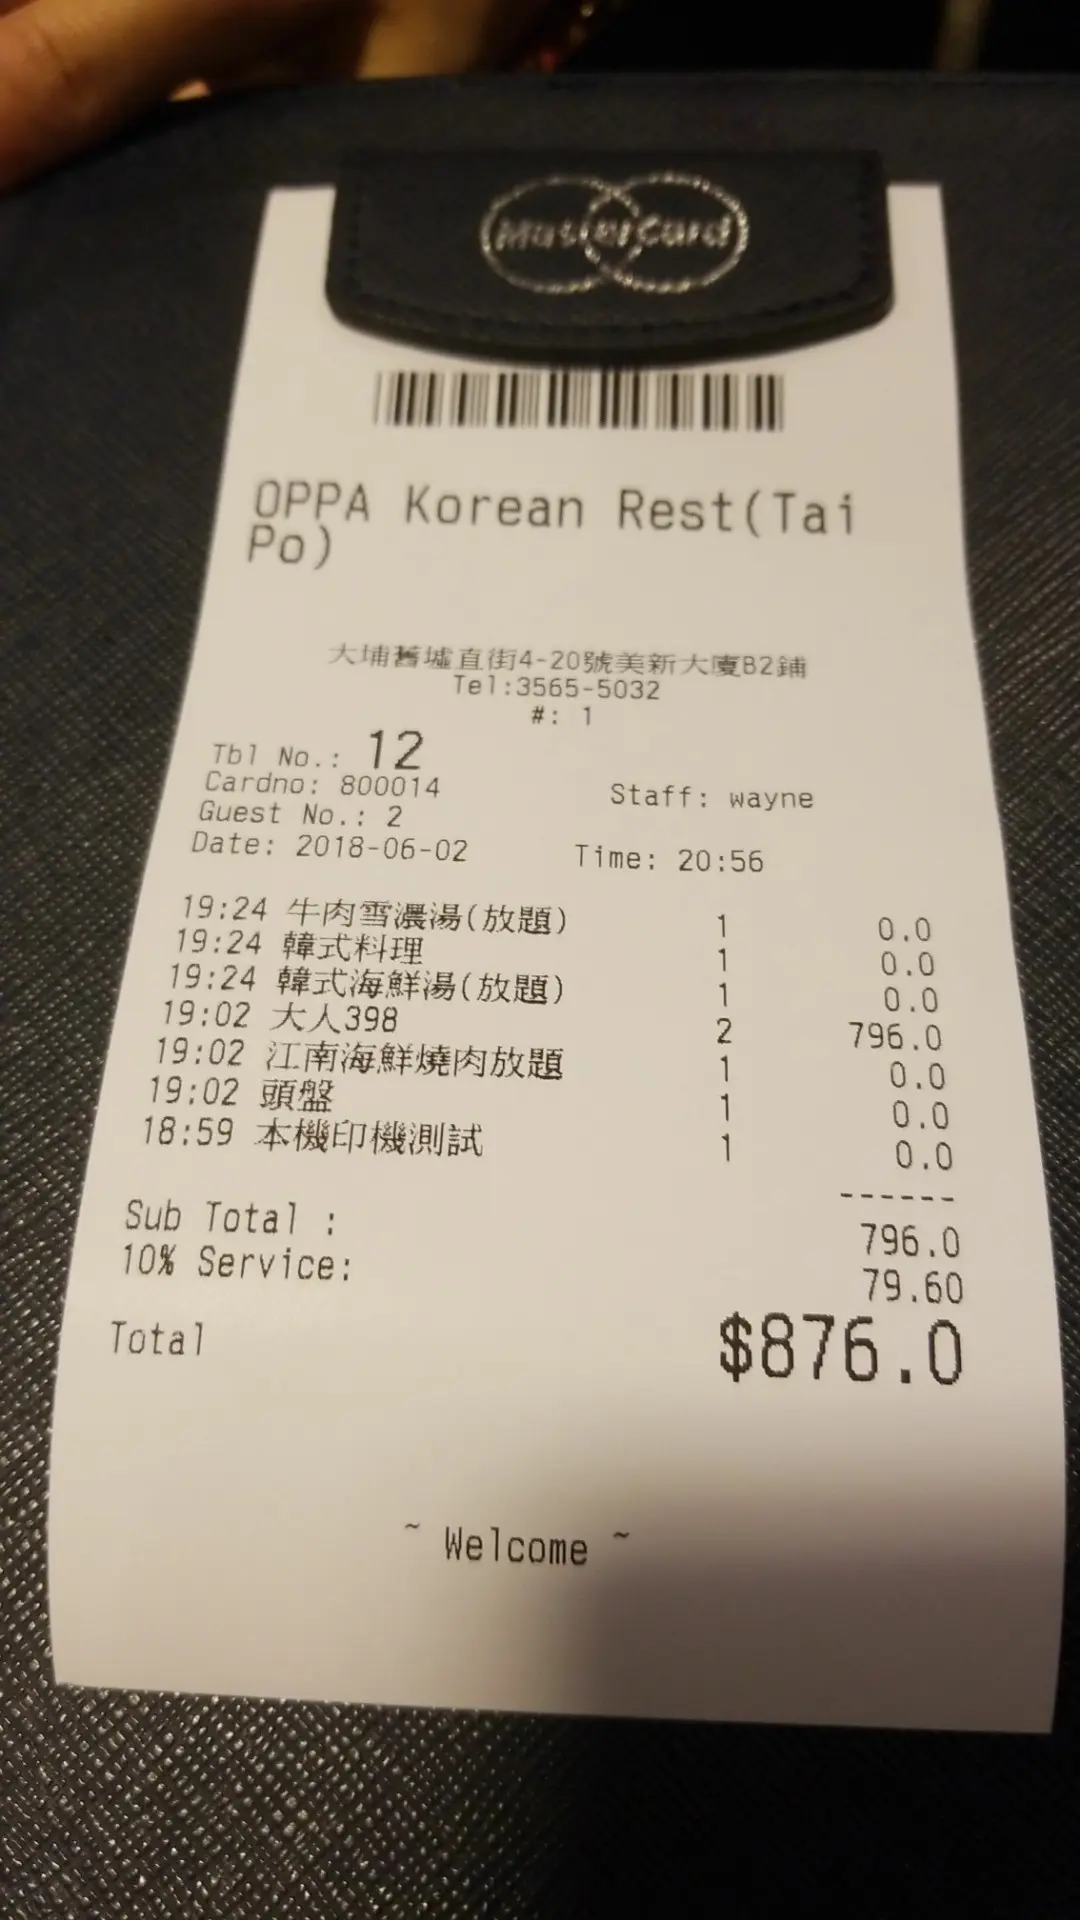 MasterCard
OPPA Korean Rest(Tai
Po)
大埔舊墟直街4-20號美新大廈B2鋪
Tel:3565-5032
#: 1
Tbl No.: 12
Cardno: 800014 Staff: wayne
Guest No.: 2
Date: 2018-06-02 Time: 20:56
19:24 牛肉雪濃湯(放題) 1 0.0
19:24 韓式料理 1 0.0
19:24 韓式海鮮湯(放題) 1 0.0
19:02 大人398 2 796.0
19:02 江南海鮮燒肉放題 1 0.0
19:02 頭盤 1 0.0
18:59 本機印機測試 1 0.0
------
Sub Total : 796.0
10% Service: 79.60
Total $876.0
~ Welcome ~